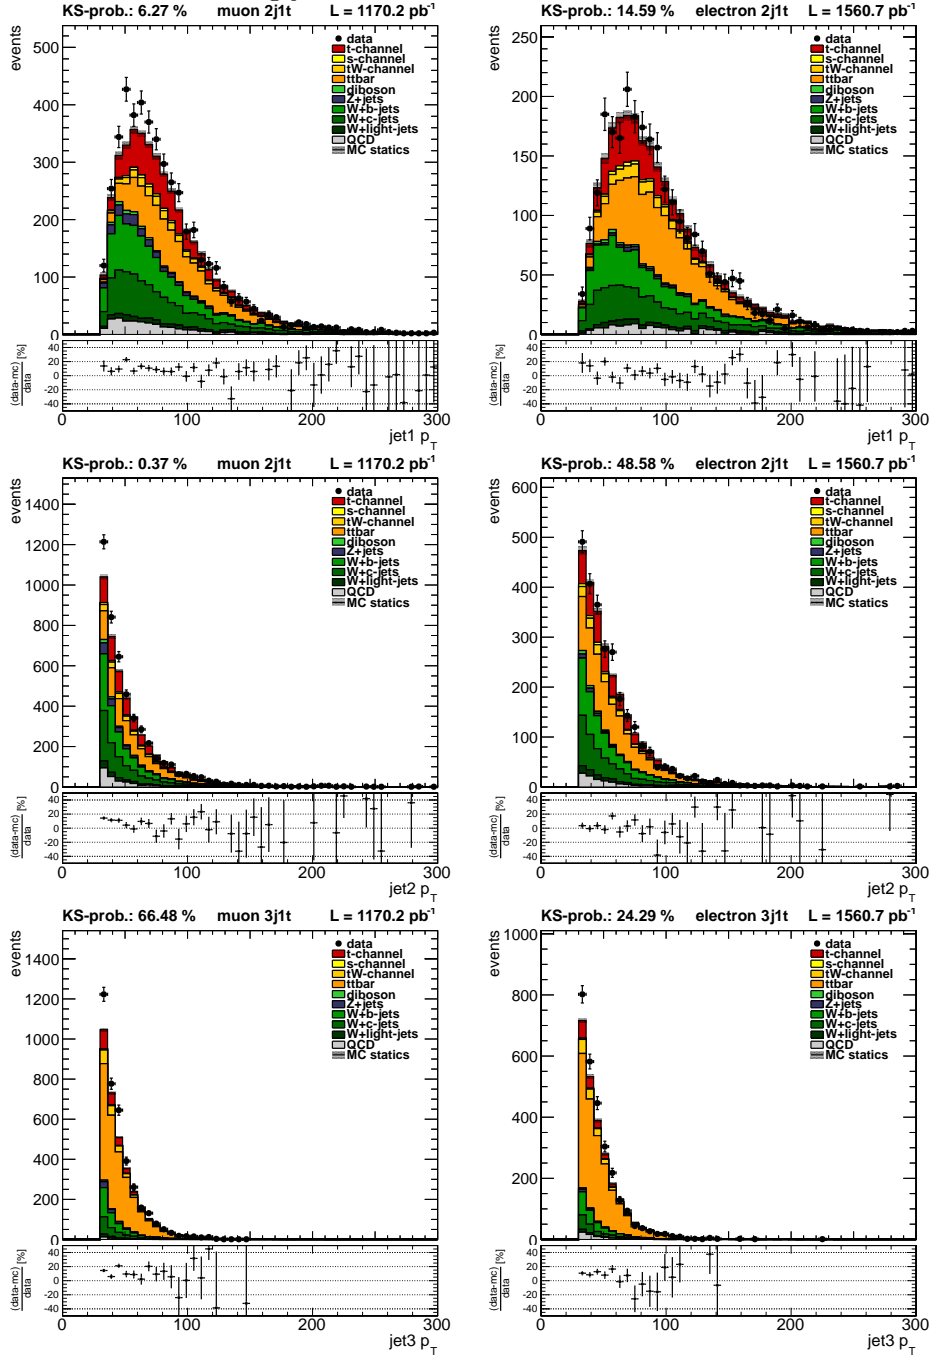 KS-prob.: 6.27 % muon 2j1t L = 1170.2 pb-1
events
500
400
300
200
100
0
data
t-channel
s-channel
tW-channel
ttbar
diboson
Z+jets
W+b-jets
W+c-jets
W+light-jets
QCD
MC statics
(data-mc)
data
[%]
40
20
0
-20
-40
0 100 200 300
jet1 pT
KS-prob.: 14.59 % electron 2j1t L = 1560.7 pb-1
events
250
200
150
100
50
0
data
t-channel
s-channel
tW-channel
ttbar
diboson
Z+jets
W+b-jets
W+c-jets
W+light-jets
QCD
MC statics
(data-mc)
data
[%]
40
20
0
-20
-40
0 100 200 300
jet1 pT
KS-prob.: 0.37 % muon 2j1t L = 1170.2 pb-1
events
1400
1200
1000
800
600
400
200
0
data
t-channel
s-channel
tW-channel
ttbar
diboson
Z+jets
W+b-jets
W+c-jets
W+light-jets
QCD
MC statics
(data-mc)
data
[%]
40
20
0
-20
-40
0 100 200 300
jet2 pT
KS-prob.: 48.58 % electron 2j1t L = 1560.7 pb-1
events
600
500
400
300
200
100
0
data
t-channel
s-channel
tW-channel
ttbar
diboson
Z+jets
W+b-jets
W+c-jets
W+light-jets
QCD
MC statics
(data-mc)
data
[%]
40
20
0
-20
-40
0 100 200 300
jet2 pT
KS-prob.: 66.48 % muon 3j1t L = 1170.2 pb-1
events
1400
1200
1000
800
600
400
200
0
data
t-channel
s-channel
tW-channel
ttbar
diboson
Z+jets
W+b-jets
W+c-jets
W+light-jets
QCD
MC statics
(data-mc)
data
[%]
40
20
0
-20
-40
0 100 200 300
jet3 pT
KS-prob.: 24.29 % electron 3j1t L = 1560.7 pb-1
events
1000
800
600
400
200
0
data
t-channel
s-channel
tW-channel
ttbar
diboson
Z+jets
W+b-jets
W+c-jets
W+light-jets
QCD
MC statics
(data-mc)
data
[%]
40
20
0
-20
-40
0 100 200 300
jet3 pT